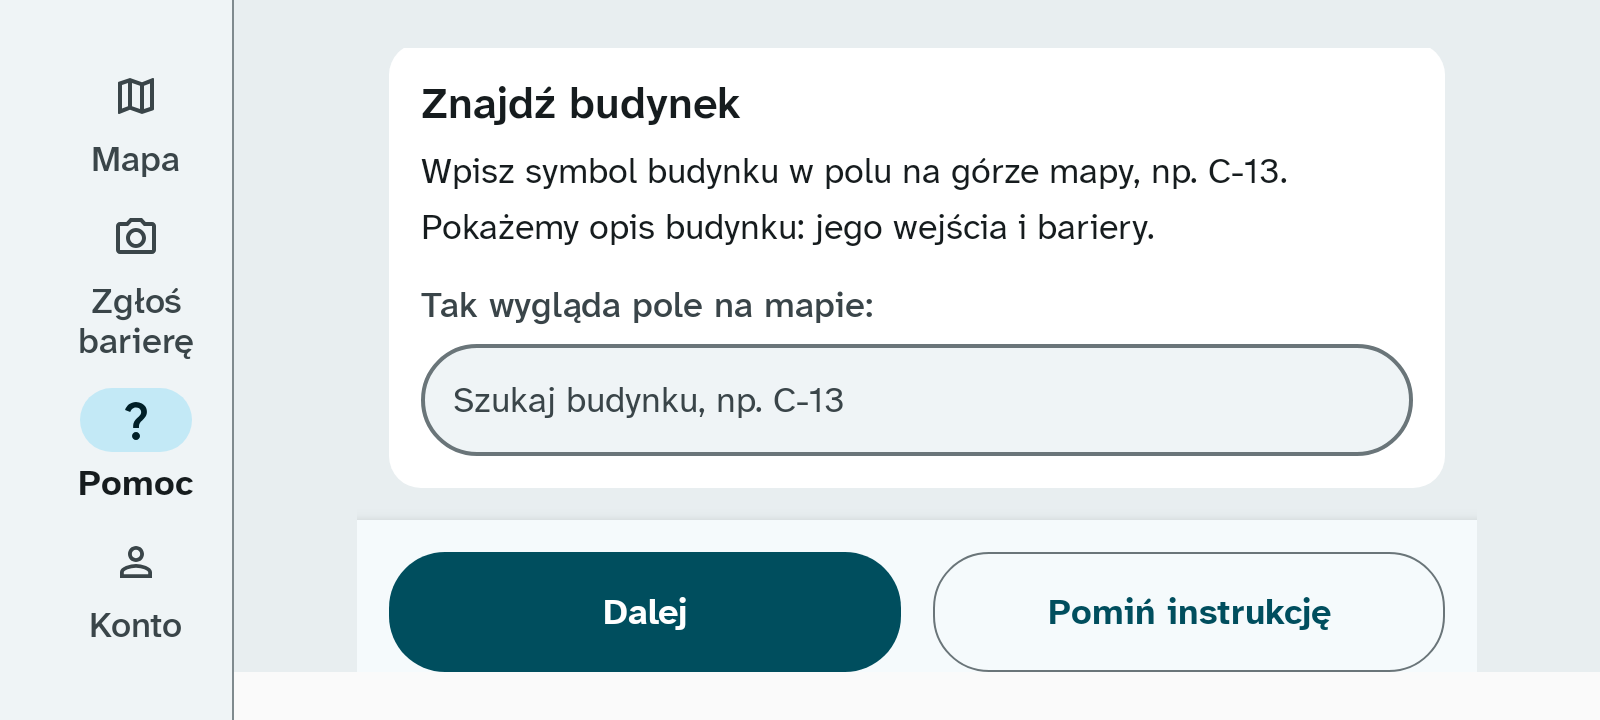 Mapa
Zgłoś
barierę
?
Pomoc
Konto
Znajdź budynek
Wpisz symbol budynku w polu na górze mapy, np. C-13.
Pokażemy opis budynku: jego wejścia i bariery.
Tak wygląda pole na mapie:
Szukaj budynku, np. C-13
Dalej
Pomiń instrukcję